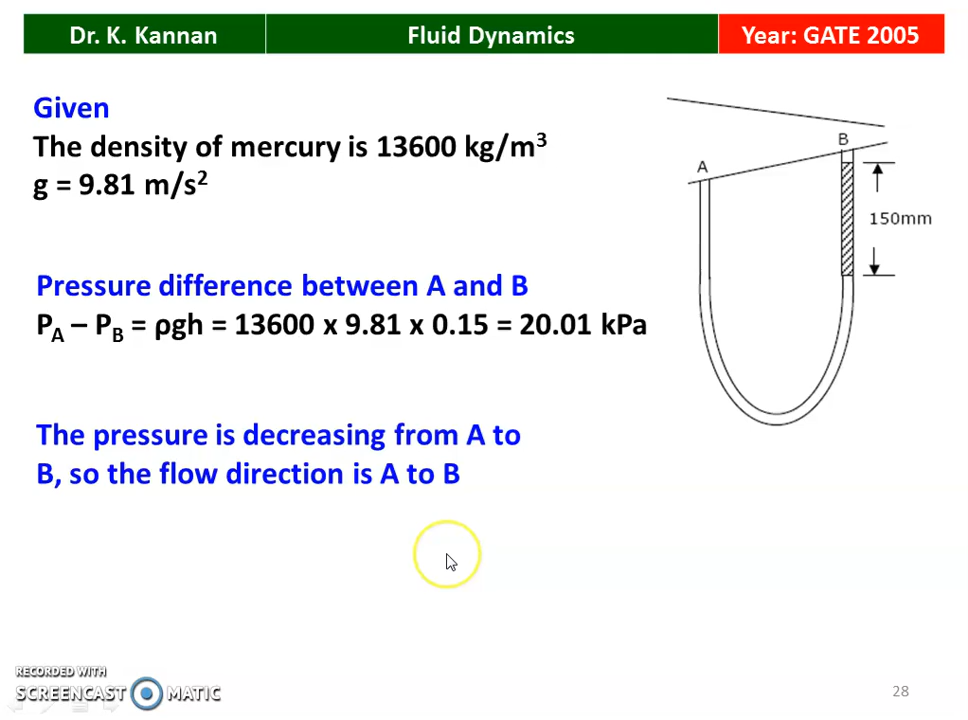 Dr. K. Kannan
Fluid Dynamics
Year: GATE 2005
Given
The density of mercury is 13600 kg/m³
g = 9.81 m/s²
Pressure difference between A and B
P_A – P_B = ρgh = 13600 x 9.81 x 0.15 = 20.01 kPa
The pressure is decreasing from A to
B, so the flow direction is A to B
A
B
150mm
RECORDED WITH
SCREENCAST MATIC
28